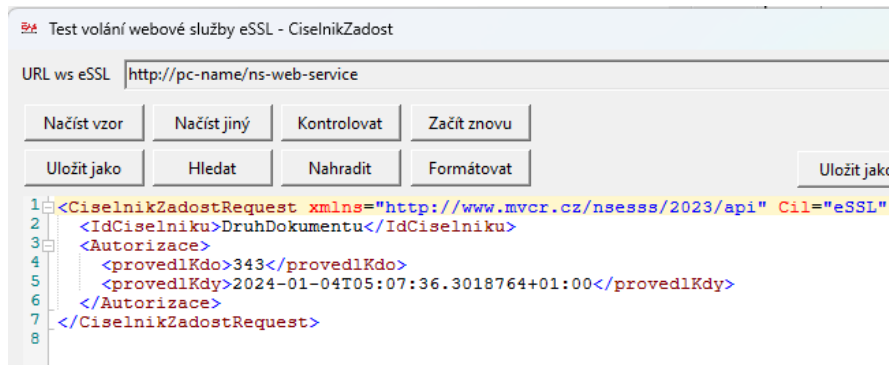 Test volání webové služby eSSL - CiselnikZadost
URL ws eSSL http://pc-name/ns-web-service
Načíst vzor Načíst jiný Kontrolovat Začít znovu
Uložit jako Hledat Nahradit Formátovat Uložit jako
1 <CiselnikZadostRequest xmlns="http://www.mvcr.cz/nsesss/2023/api" Cil="eSSL"
2 <IdCiselniku>DruhDokumentu</IdCiselniku>
3 <Autorizace>
4 <provedlKdo>343</provedlKdo>
5 <provedlKdy>2024-01-04T05:07:36.3018764+01:00</provedlKdy>
6 </Autorizace>
7 </CiselnikZadostRequest>
8